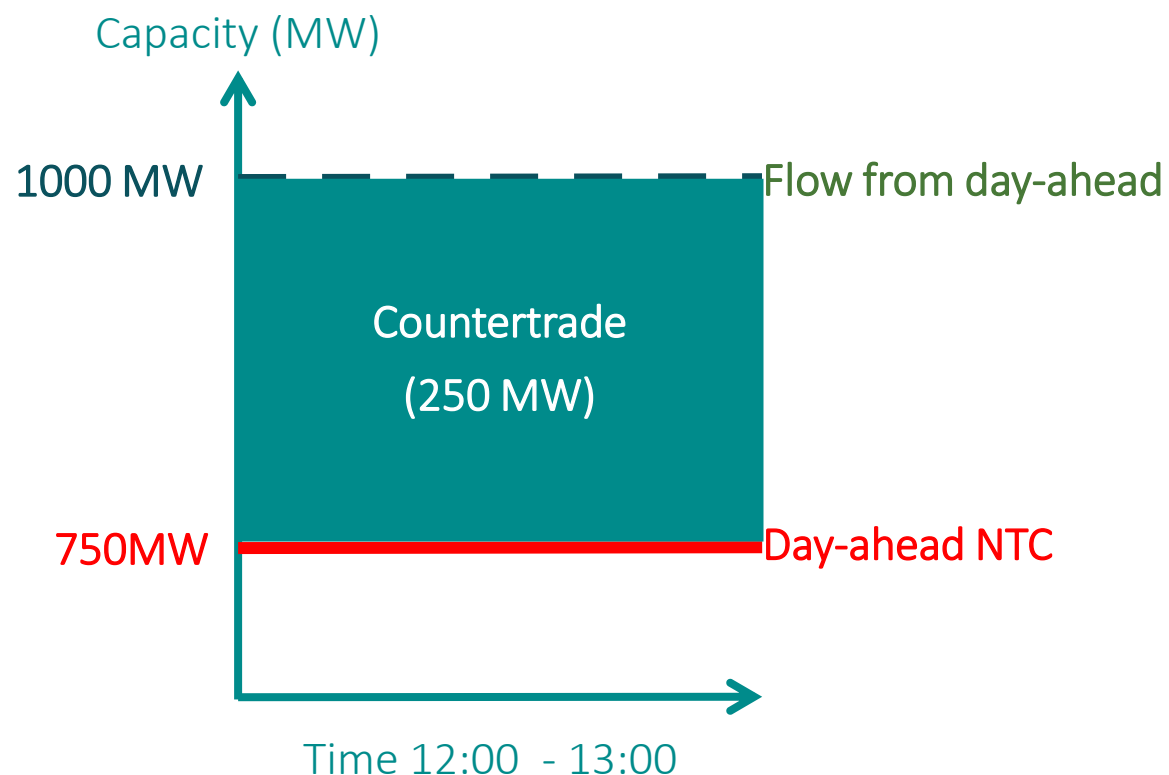 Capacity (MW)
1000 MW
Flow from day-ahead
Countertrade
(250 MW)
750MW
Day-ahead NTC
Time 12:00 - 13:00